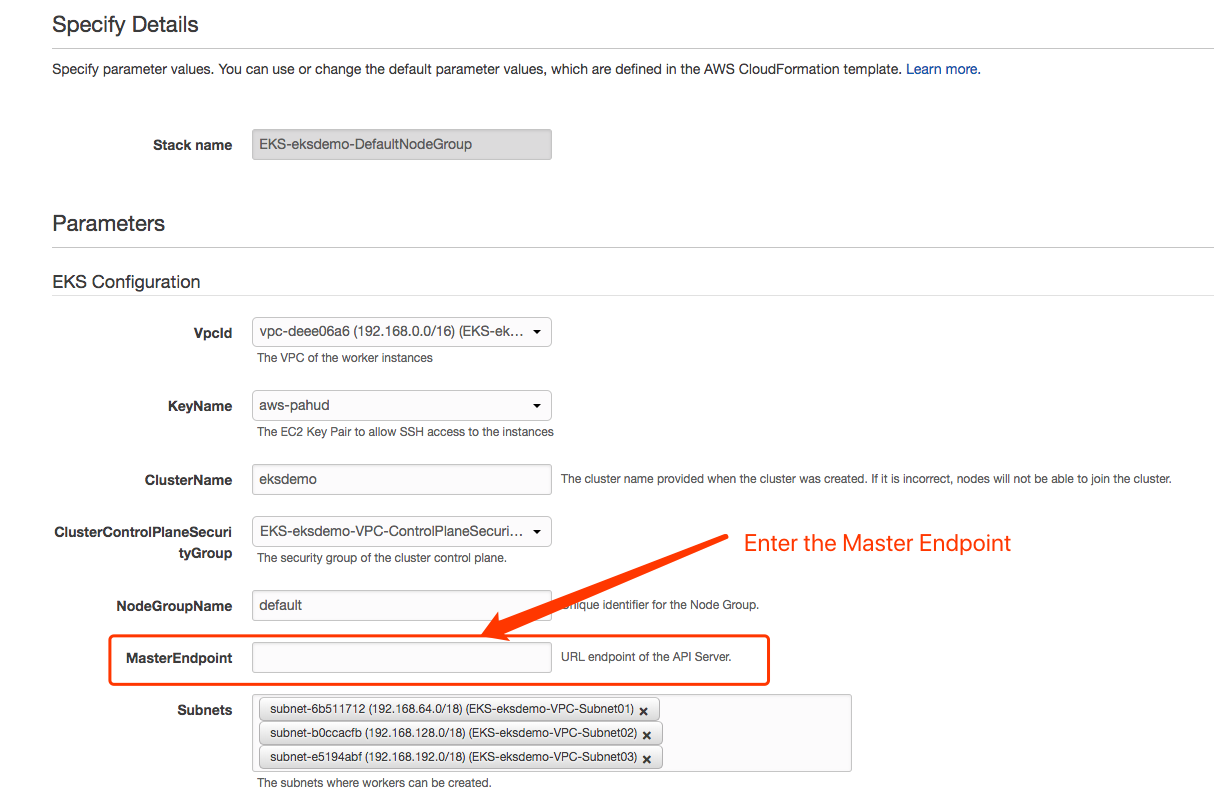 Specify Details
Specify parameter values. You can use or change the default parameter values, which are defined in the AWS CloudFormation template. Learn more.
Stack name EKS-eksdemo-DefaultNodeGroup
Parameters
EKS Configuration
VpcId vpc-deee06a6 (192.168.0.0/16) (EKS-ek...
The VPC of the worker instances
KeyName aws-pahud
The EC2 Key Pair to allow SSH access to the instances
ClusterName eksdemo The cluster name provided when the cluster was created. If it is incorrect, nodes will not be able to join the cluster.
ClusterControlPlaneSecuri EKS-eksdemo-VPC-ControlPlaneSecuri...
tyGroup
The security group of the cluster control plane.
Enter the Master Endpoint
NodeGroupName default Unique identifier for the Node Group.
MasterEndpoint URL endpoint of the API Server.
Subnets subnet-6b511712 (192.168.64.0/18) (EKS-eksdemo-VPC-Subnet01)
subnet-b0ccacfb (192.168.128.0/18) (EKS-eksdemo-VPC-Subnet02)
subnet-e5194abf (192.168.192.0/18) (EKS-eksdemo-VPC-Subnet03)
The subnets where workers can be created.